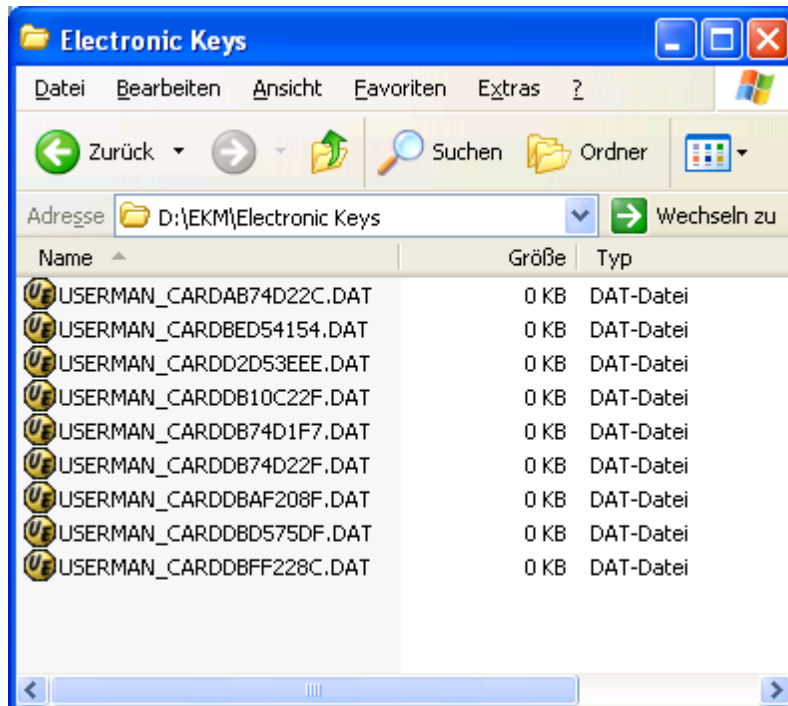 Electronic Keys
Datei Bearbeiten Ansicht Favoriten Extras ?
Zurück Suchen Ordner
Adresse D:\EKM\Electronic Keys Wechseln zu
Name Größe Typ
USERMAN_CARDAB74D22C.DAT 0 KB DAT-Datei
USERMAN_CARDBED54154.DAT 0 KB DAT-Datei
USERMAN_CARDD2D53EEE.DAT 0 KB DAT-Datei
USERMAN_CARDDB10C22F.DAT 0 KB DAT-Datei
USERMAN_CARDDB74D1F7.DAT 0 KB DAT-Datei
USERMAN_CARDDB74D22F.DAT 0 KB DAT-Datei
USERMAN_CARDDBAF208F.DAT 0 KB DAT-Datei
USERMAN_CARDDBD575DF.DAT 0 KB DAT-Datei
USERMAN_CARDDBFF228C.DAT 0 KB DAT-Datei